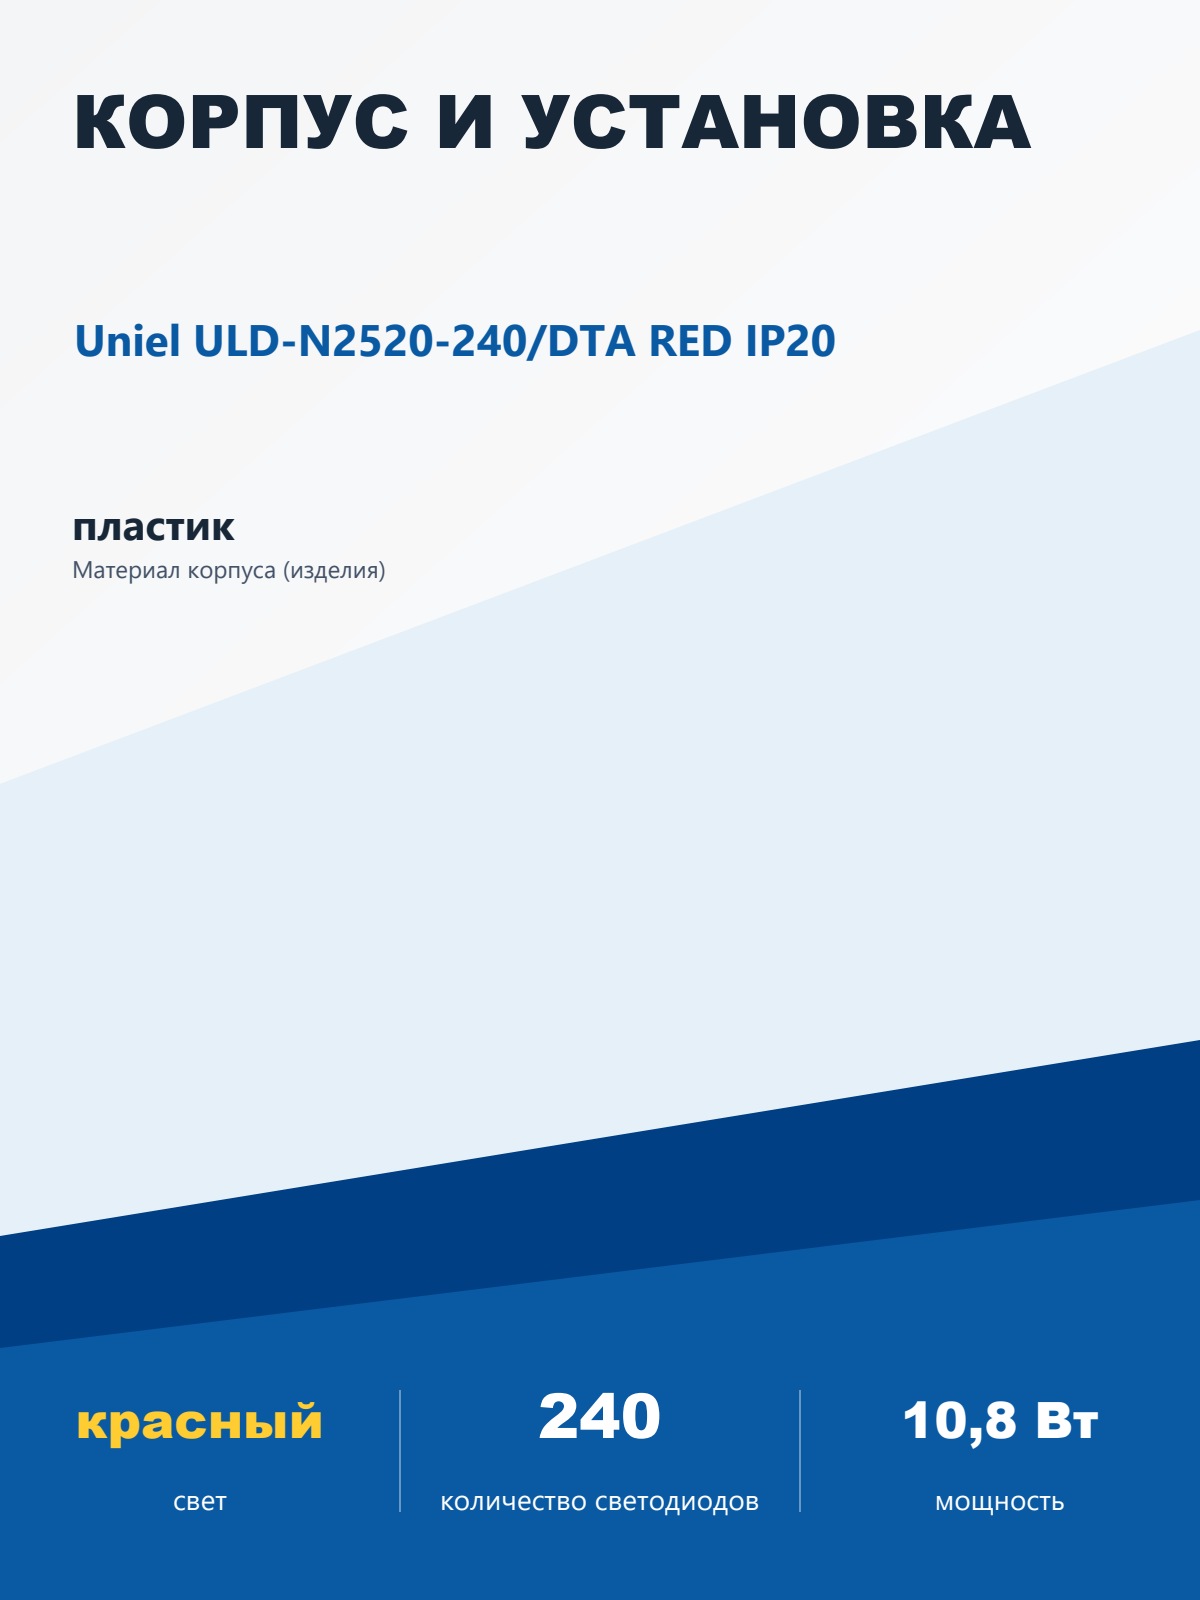 КОРПУС И УСТАНОВКА
Uniel ULD-N2520-240/DTA RED IP20
пластик
Материал корпуса (изделия)
красный
свет
240
количество светодиодов
10,8 Вт
мощность